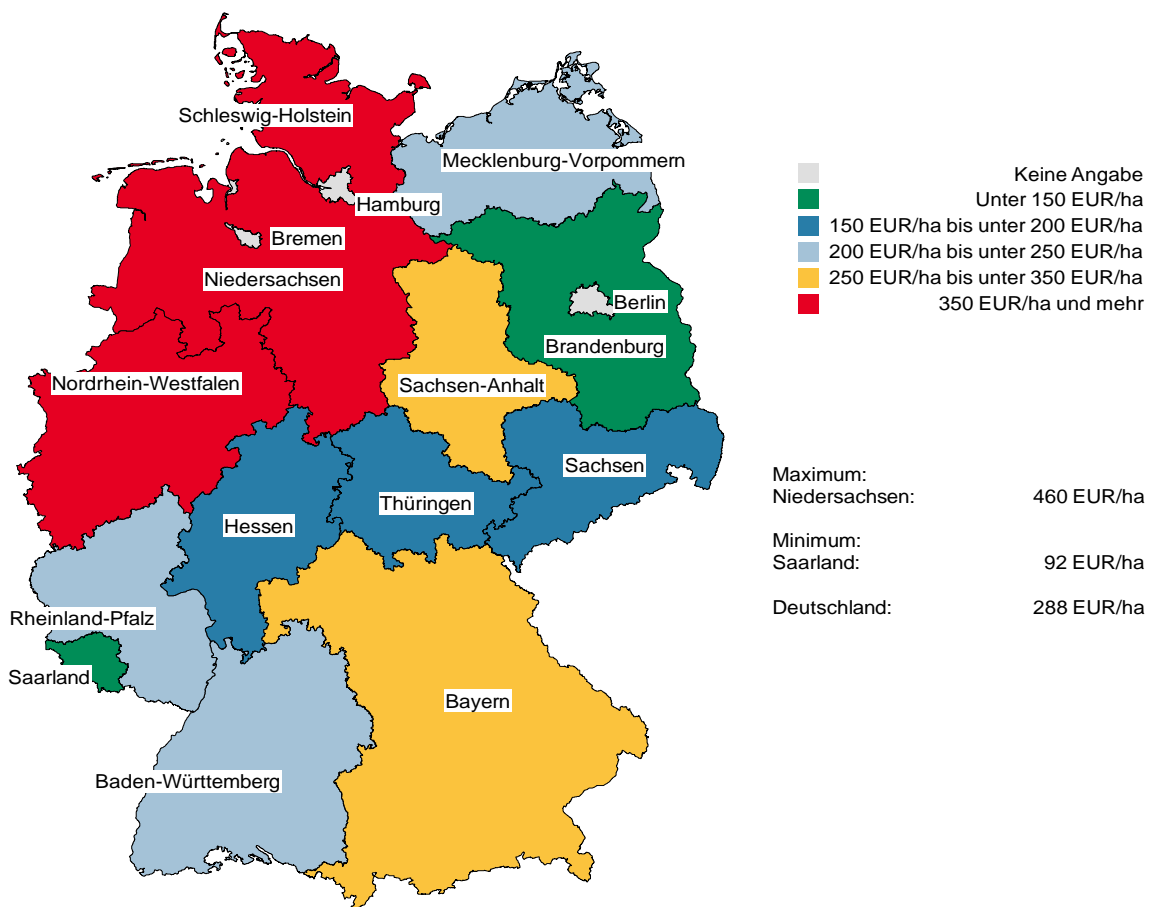 Schleswig-Holstein
Mecklenburg-Vorpommern
Hamburg
Bremen
Niedersachsen
Berlin
Brandenburg
Nordrhein-Westfalen
Sachsen-Anhalt
Sachsen
Thüringen
Hessen
Rheinland-Pfalz
Saarland
Bayern
Baden-Württemberg
Keine Angabe
Unter 150 EUR/ha
150 EUR/ha bis unter 200 EUR/ha
200 EUR/ha bis unter 250 EUR/ha
250 EUR/ha bis unter 350 EUR/ha
350 EUR/ha und mehr
Maximum:
Niedersachsen: 460 EUR/ha
Minimum:
Saarland: 92 EUR/ha
Deutschland: 288 EUR/ha